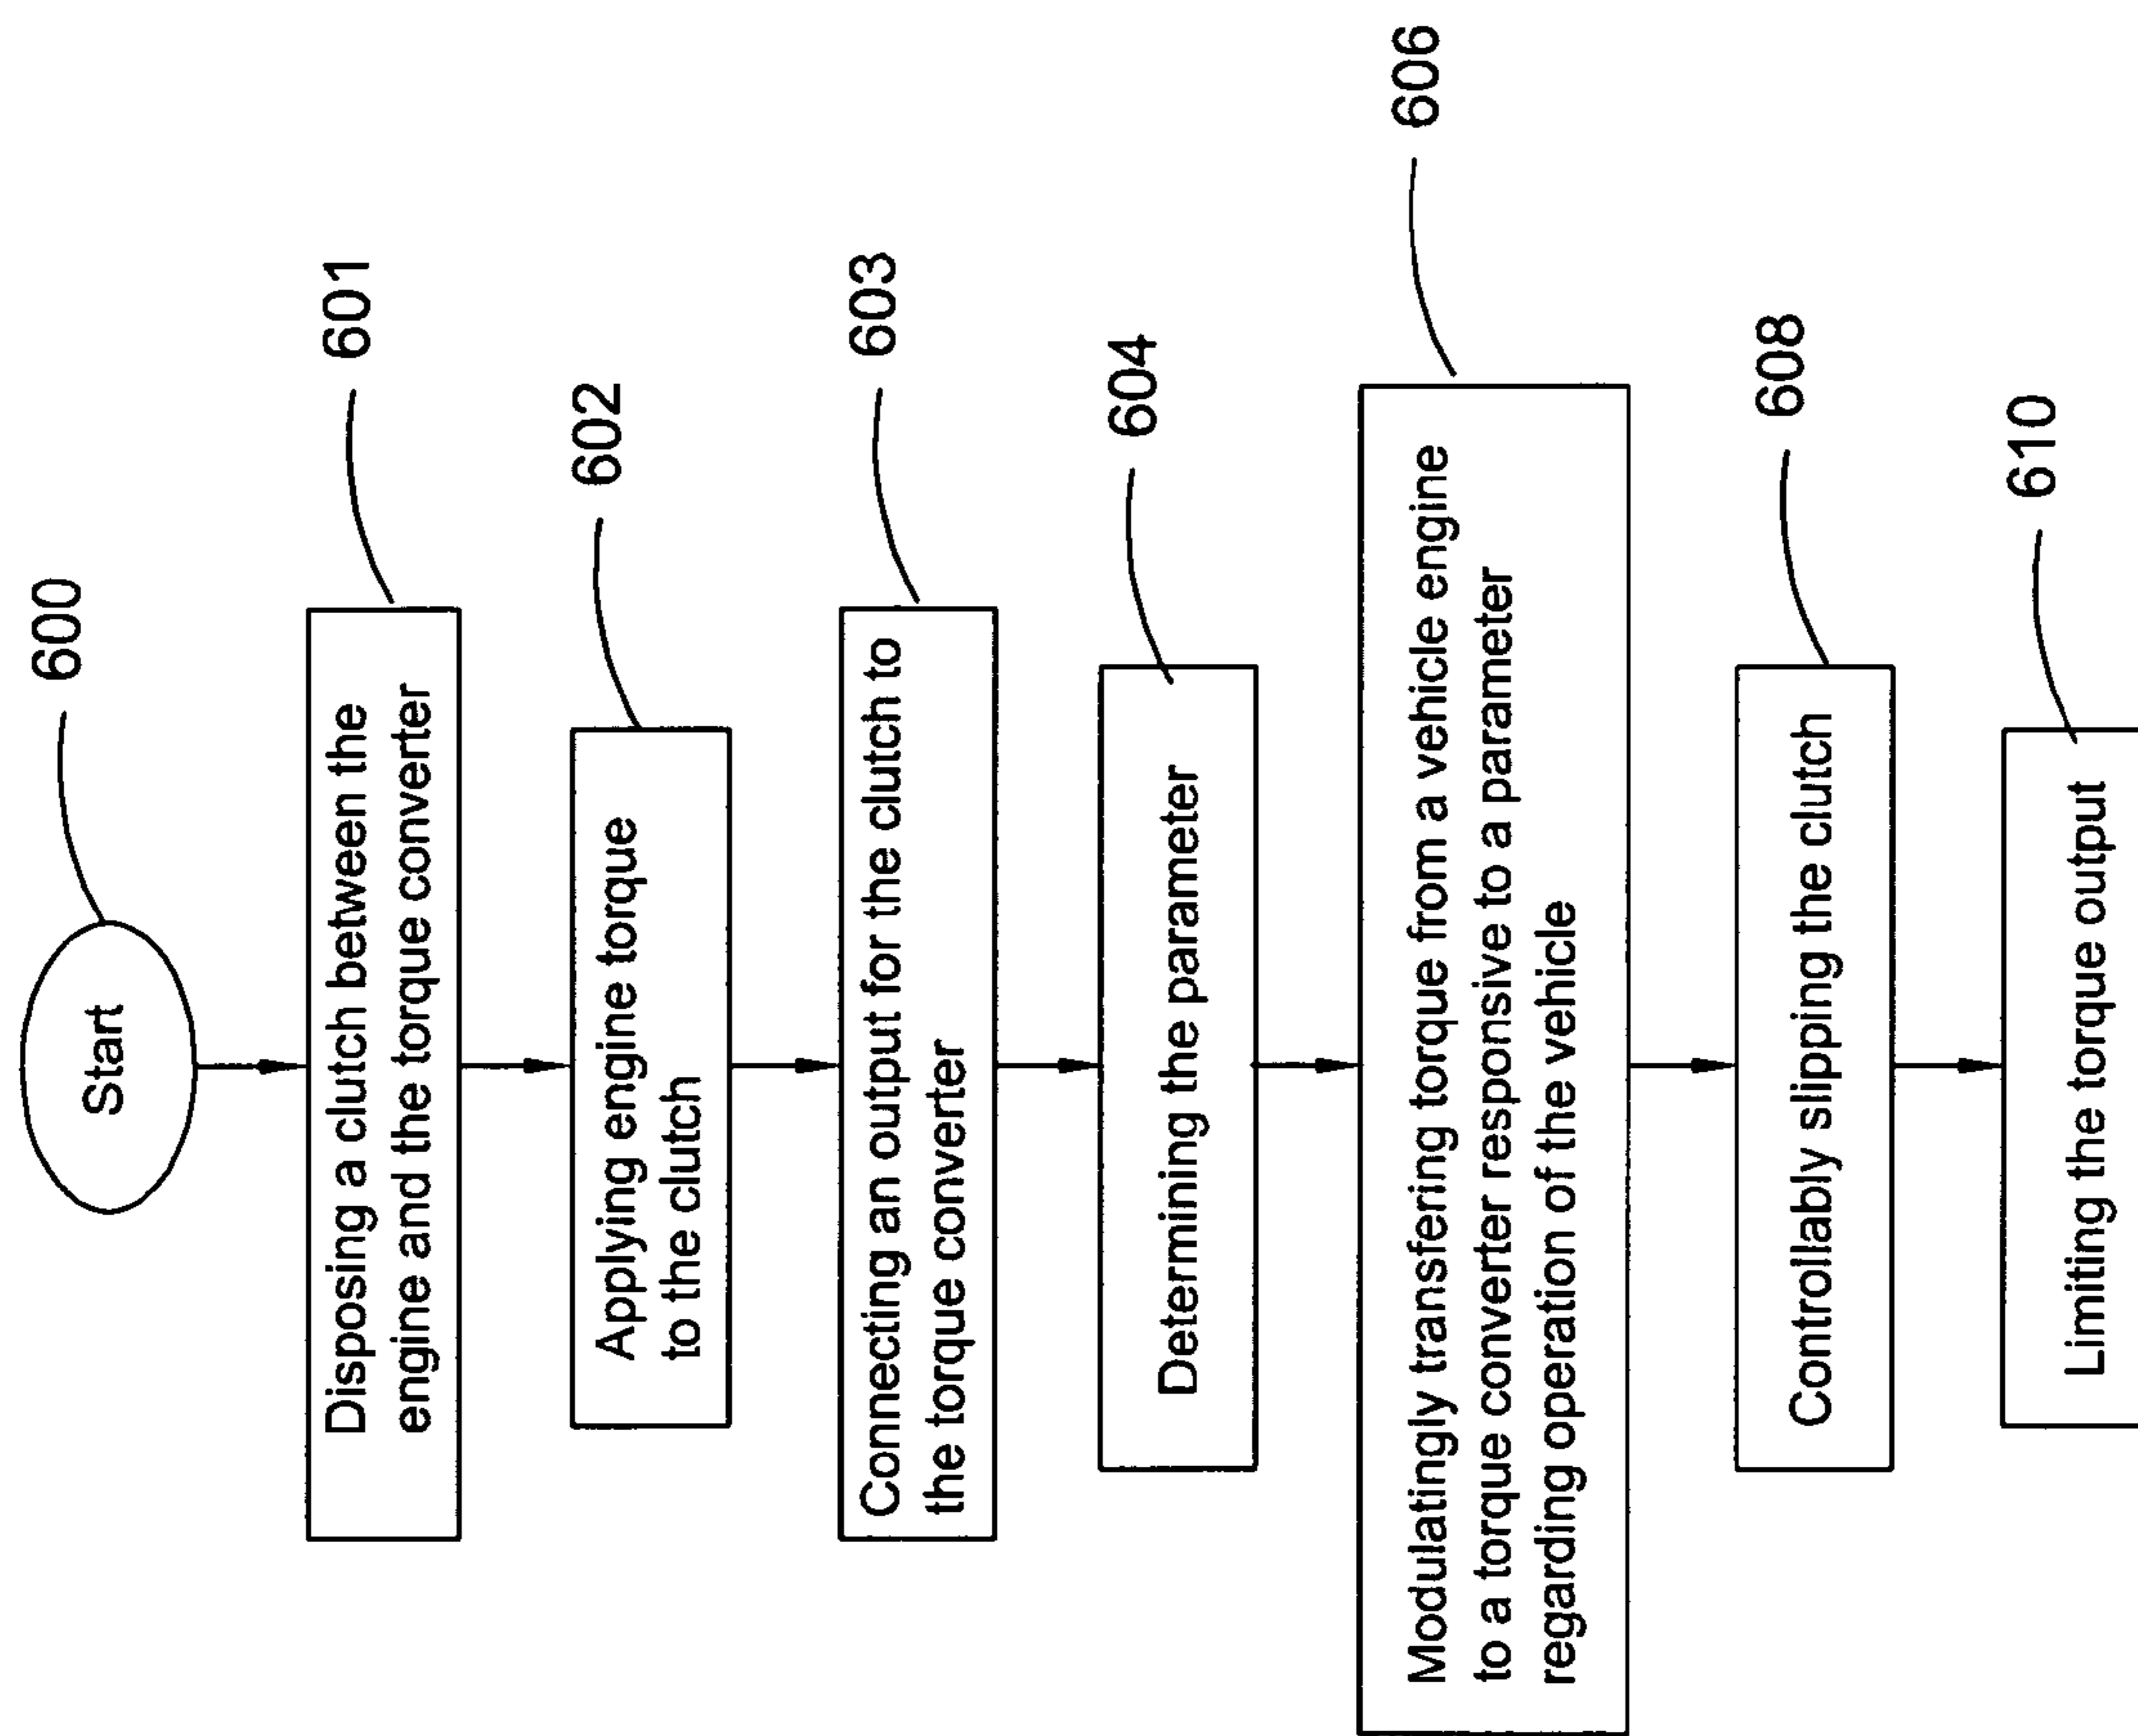 Start
600
Disposing a clutch between the
engine and the torque converter
601
Applying engine torque
to the clutch
602
Connecting an output for the clutch to
the torque converter
603
Determining the parameter
604
Modulatingly transfering torque from a vehicle engine
to a torque converter responsive to a parameter
regarding operation of the vehicle
606
Controllably slipping the clutch
608
Limiting the torque output
610